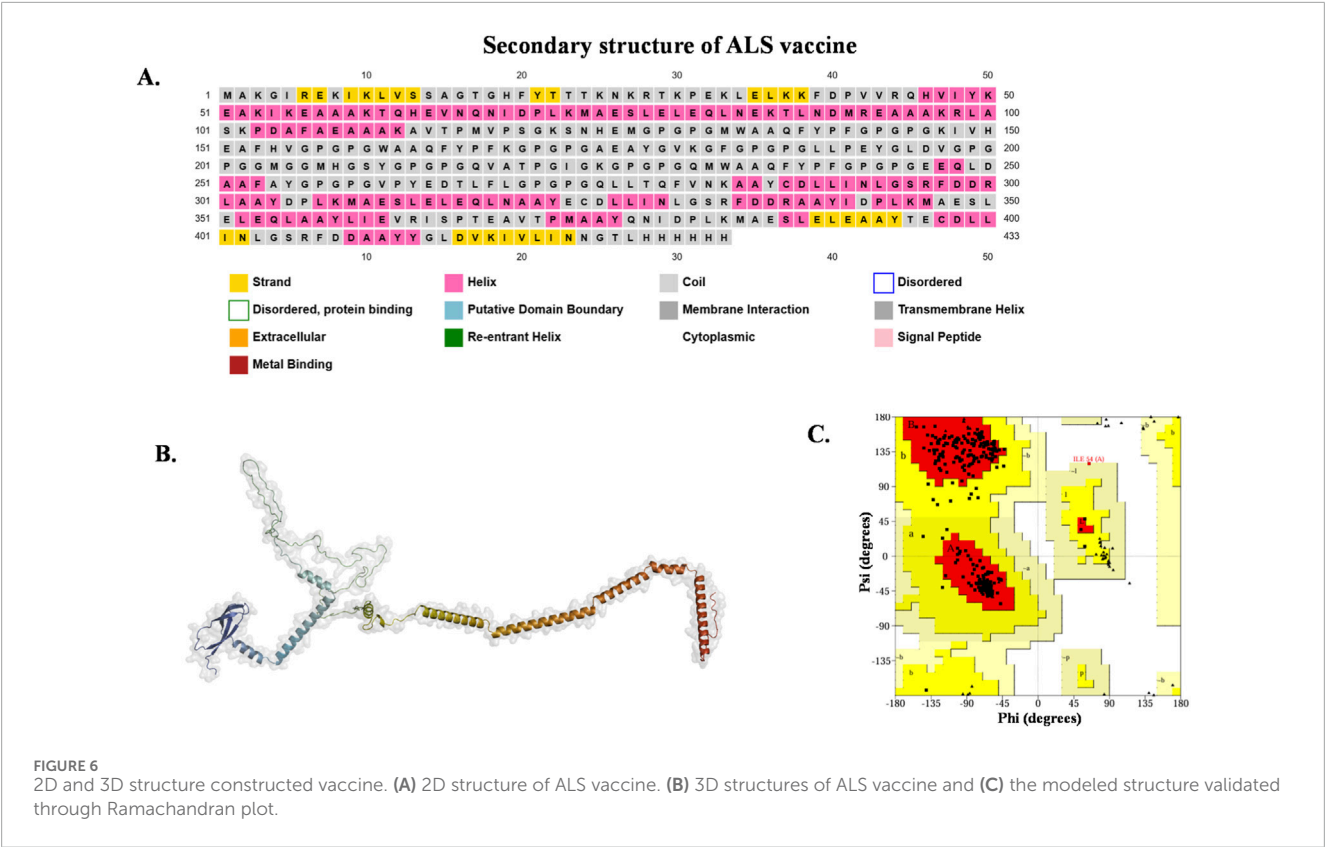 Secondary structure of ALS vaccine
A.
10 20 30 40 50
1 M A K G I R E K I K L V S S A G T G H F Y T T T K N K R T K P E K L E L K K F D P V V R Q H V I Y K 50
51 E A K I K E A A A K T Q H E V N Q N I D P L K M A E S L E L E Q L N E K T L N D M R E A A A K R L A 100
101 S K P D A F A E A A A K A V T P M V P S G K S N H E M G P G P G M W A A Q F Y P F G P G P G K I V H 150
151 E A F H V G P G P G W A A Q F Y P F K G P G P G A E A Y G V K G F G P G P G L L P E Y G L D V G P G 200
201 P G G M G G M H G S Y G P G P G Q V A T P G I G K G P G P G Q M W A A Q F Y P F G P G P G E E Q L D 250
251 A A F A Y G P G P G V P Y E D T L F L G P G P G Q L L T Q F V N K A A Y C D L L I N L G S R F D D R 300
301 L A A Y D P L K M A E S L E L E Q L N A A Y E C D L L I N L G S R F D D R A A Y I D P L K M A E S L 350
351 E L E Q L A A Y L I E V R I S P T E A V T P M A A Y Q N I D P L K M A E S L E L E A A Y T E C D L L 400
401 I N L G S R F D D A A Y Y G L D V K I V L I N N G T L H H H H H H 433
10 20 30 40 50
Strand Helix Coil Disordered
Disordered, protein binding Putative Domain Boundary Membrane Interaction Transmembrane Helix
Extracellular Re-entrant Helix Cytoplasmic Signal Peptide
Metal Binding
B.
C.
180
135
90
45
0
-45
-90
-135
Psi (degrees)
B
b
~b
~b
b
ILE 54 (A)
~l
l
L
a
A
~a
~b
b
~p
p
~b
-180 -135 -90 -45 0 45 90 135 180
Phi (degrees)
FIGURE 6
2D and 3D structure constructed vaccine. (A) 2D structure of ALS vaccine. (B) 3D structures of ALS vaccine and (C) the modeled structure validated
through Ramachandran plot.